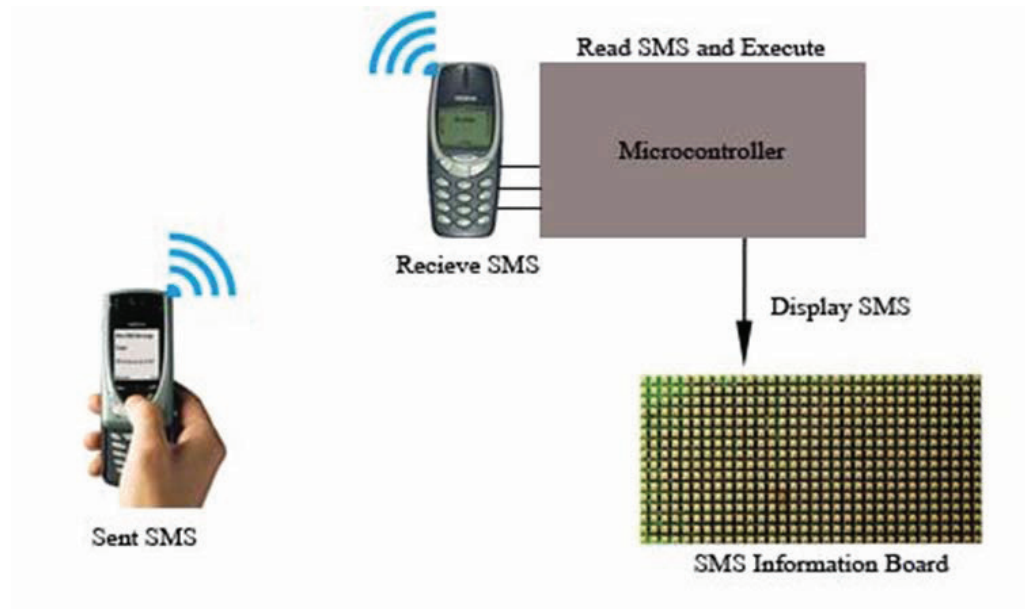 Read SMS and Execute
Microcontroller
Recieve SMS
Display SMS
Sent SMS
SMS Information Board